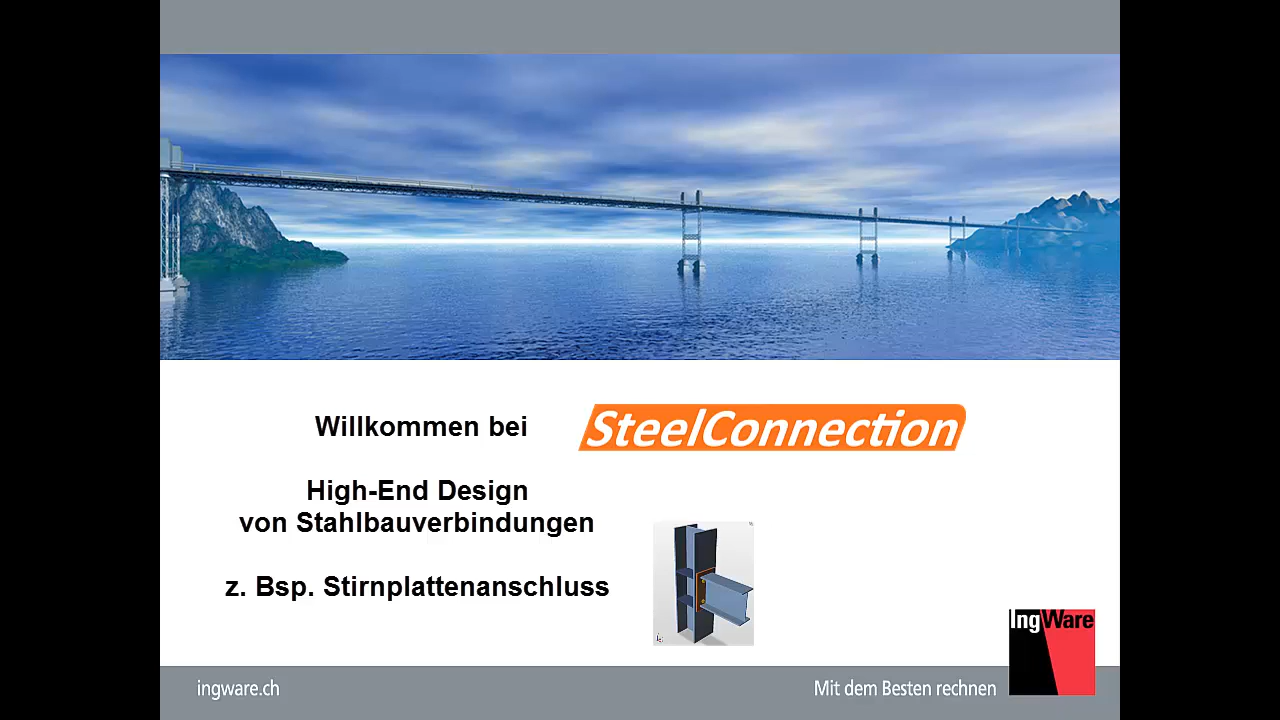 Willkommen bei SteelConnection
High-End Design
von Stahlbauverbindungen
z. Bsp. Stirnplattenanschluss
IngWare
ingware.ch
Mit dem Besten rechnen